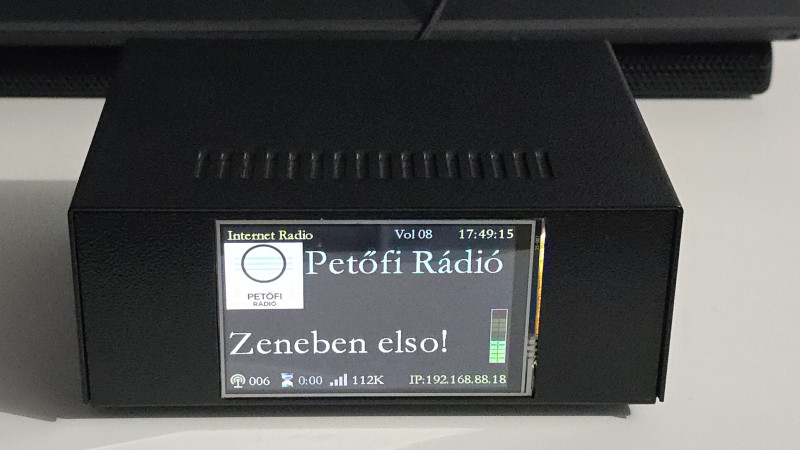 Internet Radio Vol 08 17:49:15
Petőfi Rádió
PETŐFI
RÁDIÓ
Zeneben elso!
006 0:00 112K IP:192.168.88.18